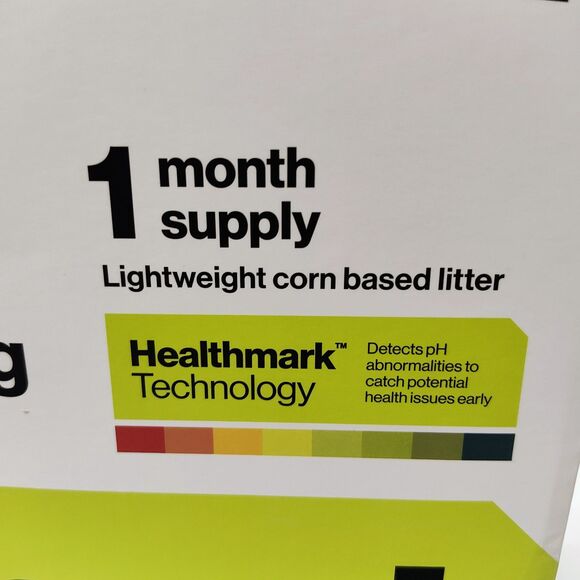 1 month
supply
Lightweight corn based litter
Healthmark™
Technology
Detects pH
abnormalities to
catch potential
health issues early